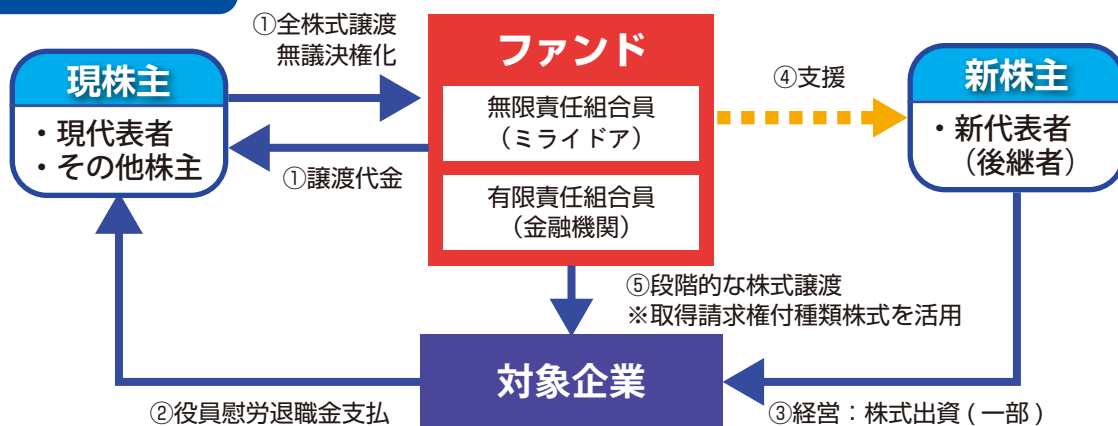 ①全株式譲渡
無議決権化
現株主
・現代表者
・その他株主
①譲渡代金
ファンド
無限責任組合員
（ミライドア）
有限責任組合員
（金融機関）
④支援
新株主
・新代表者
（後継者）
⑤段階的な株式譲渡
※取得請求権付種類株式を活用
対象企業
②役員慰労退職金支払
③経営：株式出資 ( 一部 )